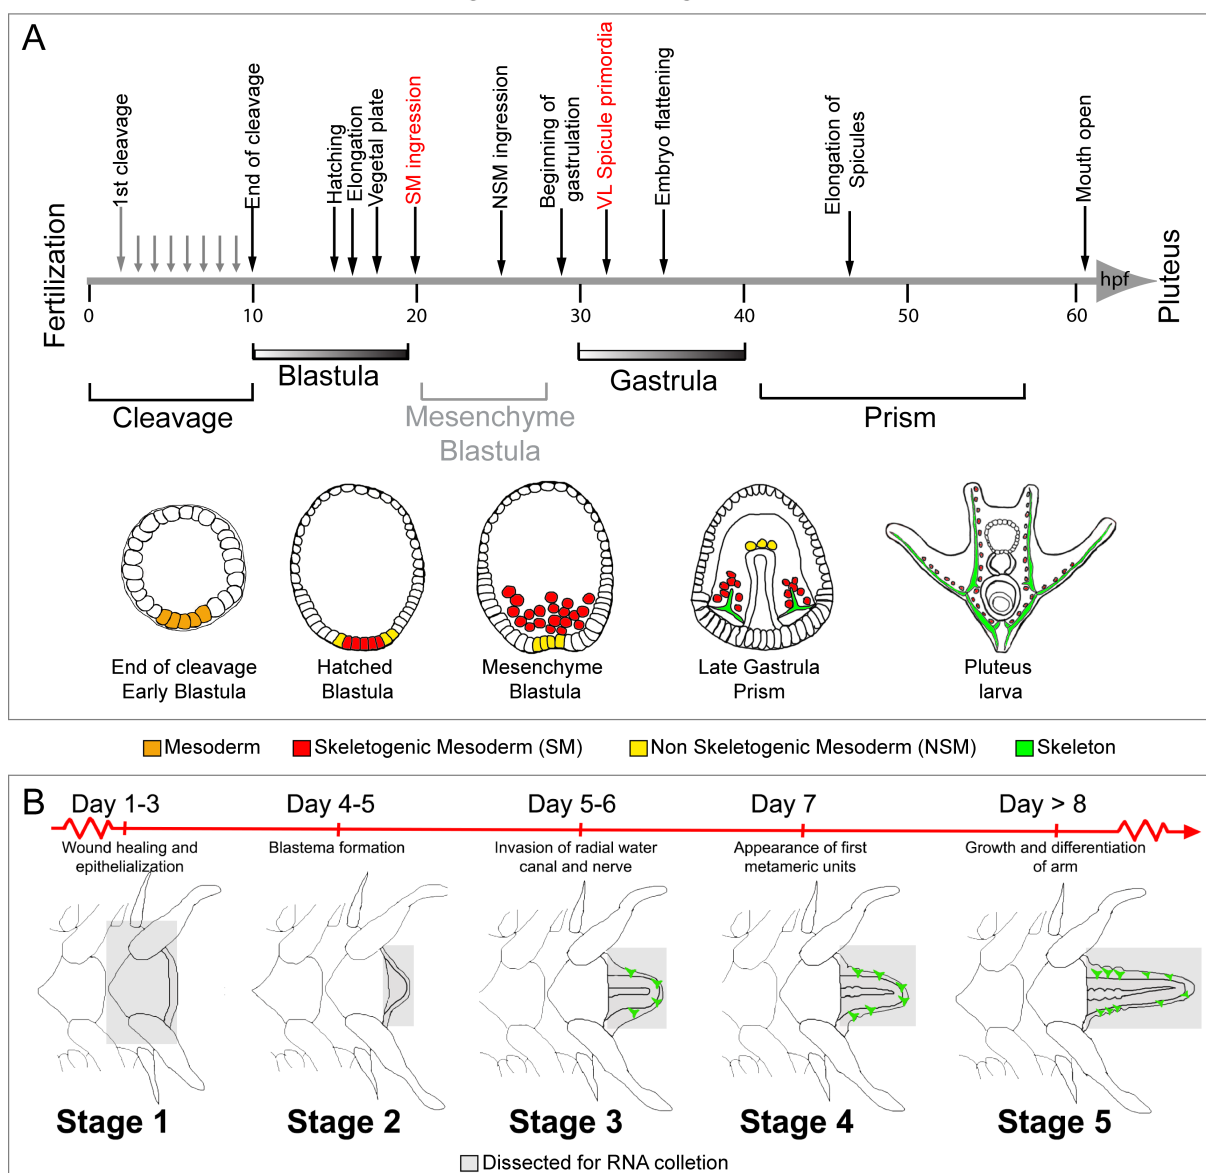 A
1st cleavage
End of cleavage
Hatching
Elongation
Vegetal plate
SM ingression
NSM ingression
Beginning of
gastrulation
VL Spicule primordia
Embryo flattening
Elongation of
Spicules
Mouth open
Fertilization
hpf
Pluteus
0 10 20 30 40 50 60
Blastula
Gastrula
Cleavage
Mesenchyme
Blastula
Prism
End of cleavage
Early Blastula
Hatched
Blastula
Mesenchyme
Blastula
Late Gastrula
Prism
Pluteus
larva
Mesoderm
Skeletogenic Mesoderm (SM)
Non Skeletogenic Mesoderm (NSM)
Skeleton
B
Day 1-3
Day 4-5
Day 5-6
Day 7
Day > 8
Wound healing and
epithelialization
Blastema formation
Invasion of radial water
canal and nerve
Appearance of first
metameric units
Growth and differentiation
of arm
Stage 1
Stage 2
Stage 3
Stage 4
Stage 5
Dissected for RNA colletion